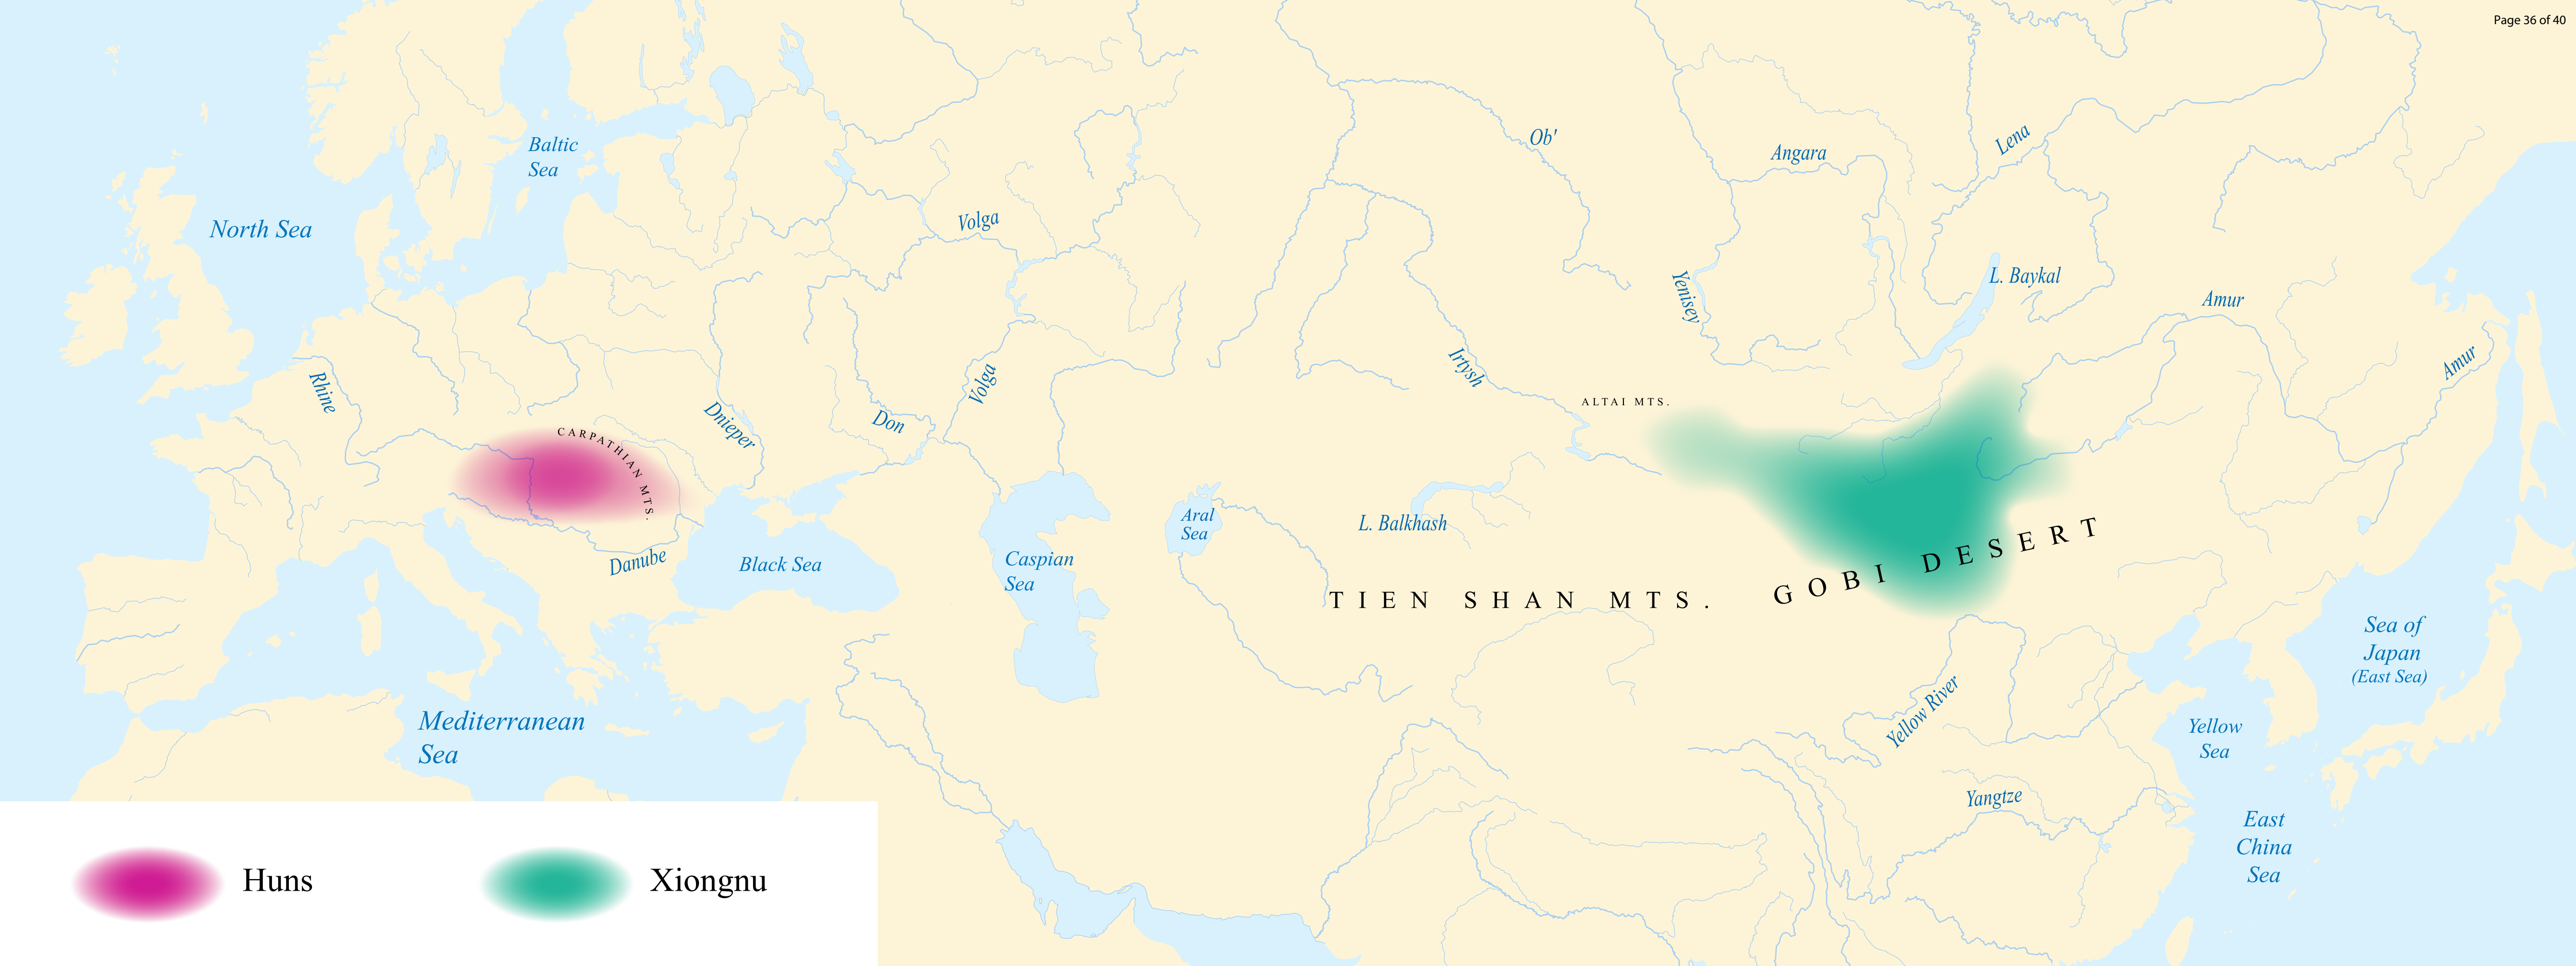 Page 36 of 40
Baltic
Sea
North Sea
Ob'
Angara
Lena
Volga
L. Baykal
Yenisey
Amur
Amur
Rhine
Irtysh
Volga
Dnieper
Don
ALTAI MTS.
CARPATHIAN MTS.
Aral
Sea
L. Balkhash
Danube
Black Sea
Caspian
Sea
TIEN SHAN MTS.
GOBI DESERT
Sea of
Japan
(East Sea)
Mediterranean
Sea
Yellow River
Yellow
Sea
Yangtze
East
China
Sea
Huns
Xiongnu